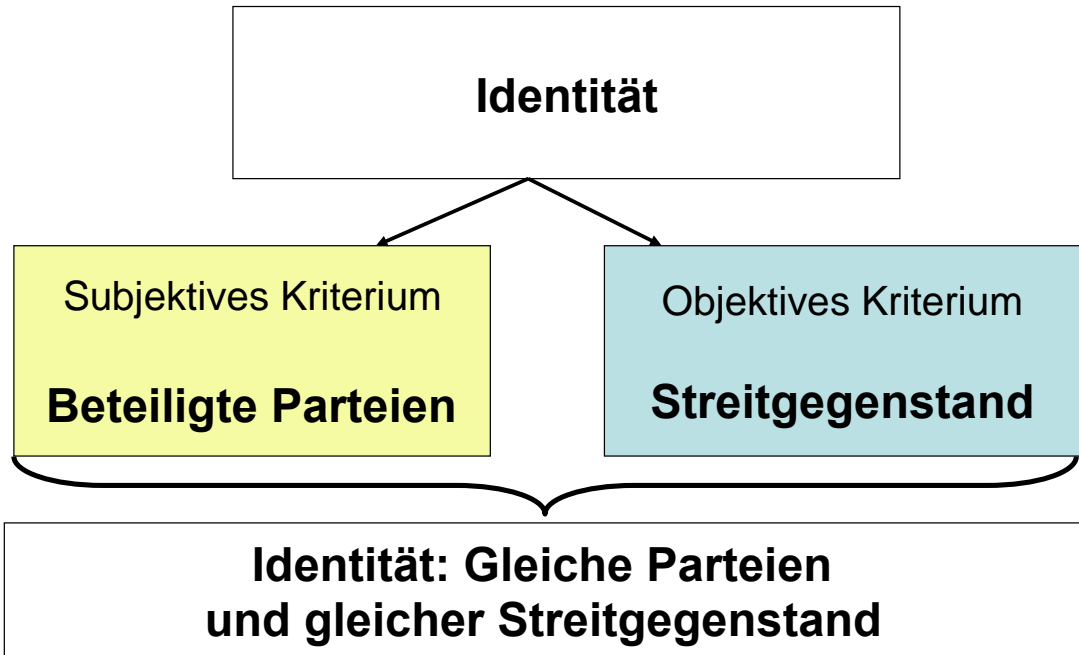 Identität
Subjektives Kriterium
Beteiligte Parteien
Objektives Kriterium
Streitgegenstand
Identität: Gleiche Parteien
und gleicher Streitgegenstand